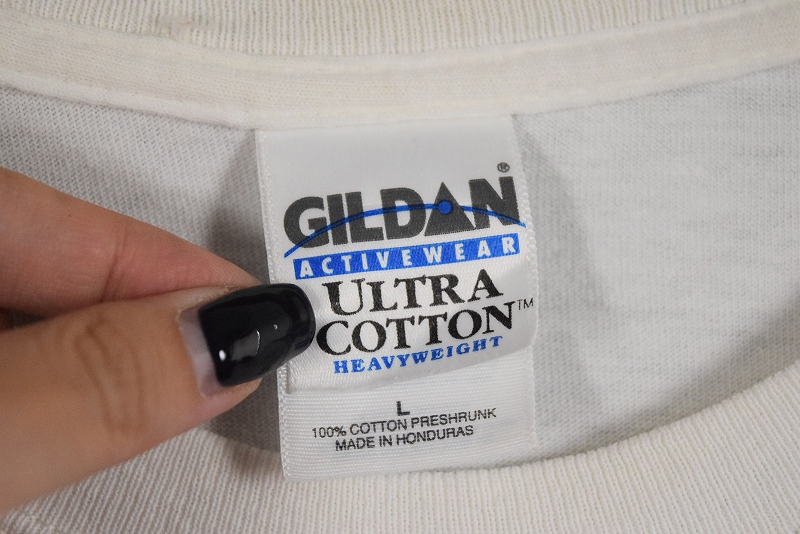 GILDAN®
ACTIVEWEAR
ULTRA
COTTON™
HEAVYWEIGHT
L
100% COTTON PRESHRUNK
MADE IN HONDURAS